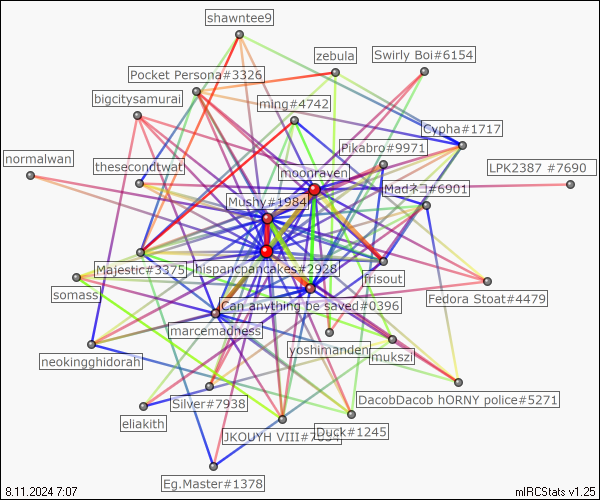 shawntee9
zebula
Swirly Boi#6154
Pocket Persona#3326
bigcitysamurai
ming#4742
Cypha#1717
Pikabro#9971
normalwan
thesecondtwat
moonraven
LPK2387 #7690
Madネコ#6901
Mushy#1984
Majestic#3375
hispancpancakes#2928
frisout
somass
Can anything be saved#0396
Fedora Stoat#4479
marcemadness
yoshimanden
mukszi
neokingghidorah
Silver#7938
DacobDacob hORNY police#5271
eliakith
JKOUYH VIII#
Duck#1245
Eg.Master#1378
8.11.2024 7:07
mIRCStats v1.25